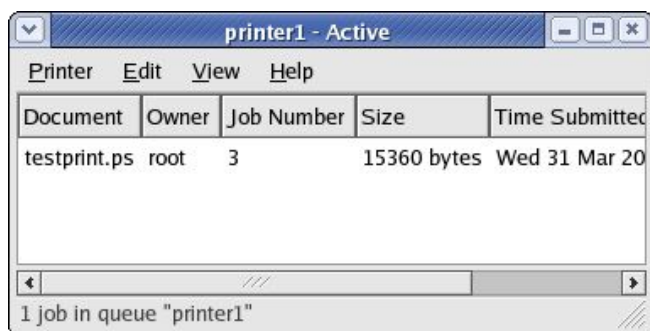 printer1 - Active
Printer Edit View Help
Document Owner Job Number Size Time Submitted
testprint.ps root 3 15360 bytes Wed 31 Mar 20
1 job in queue "printer1"